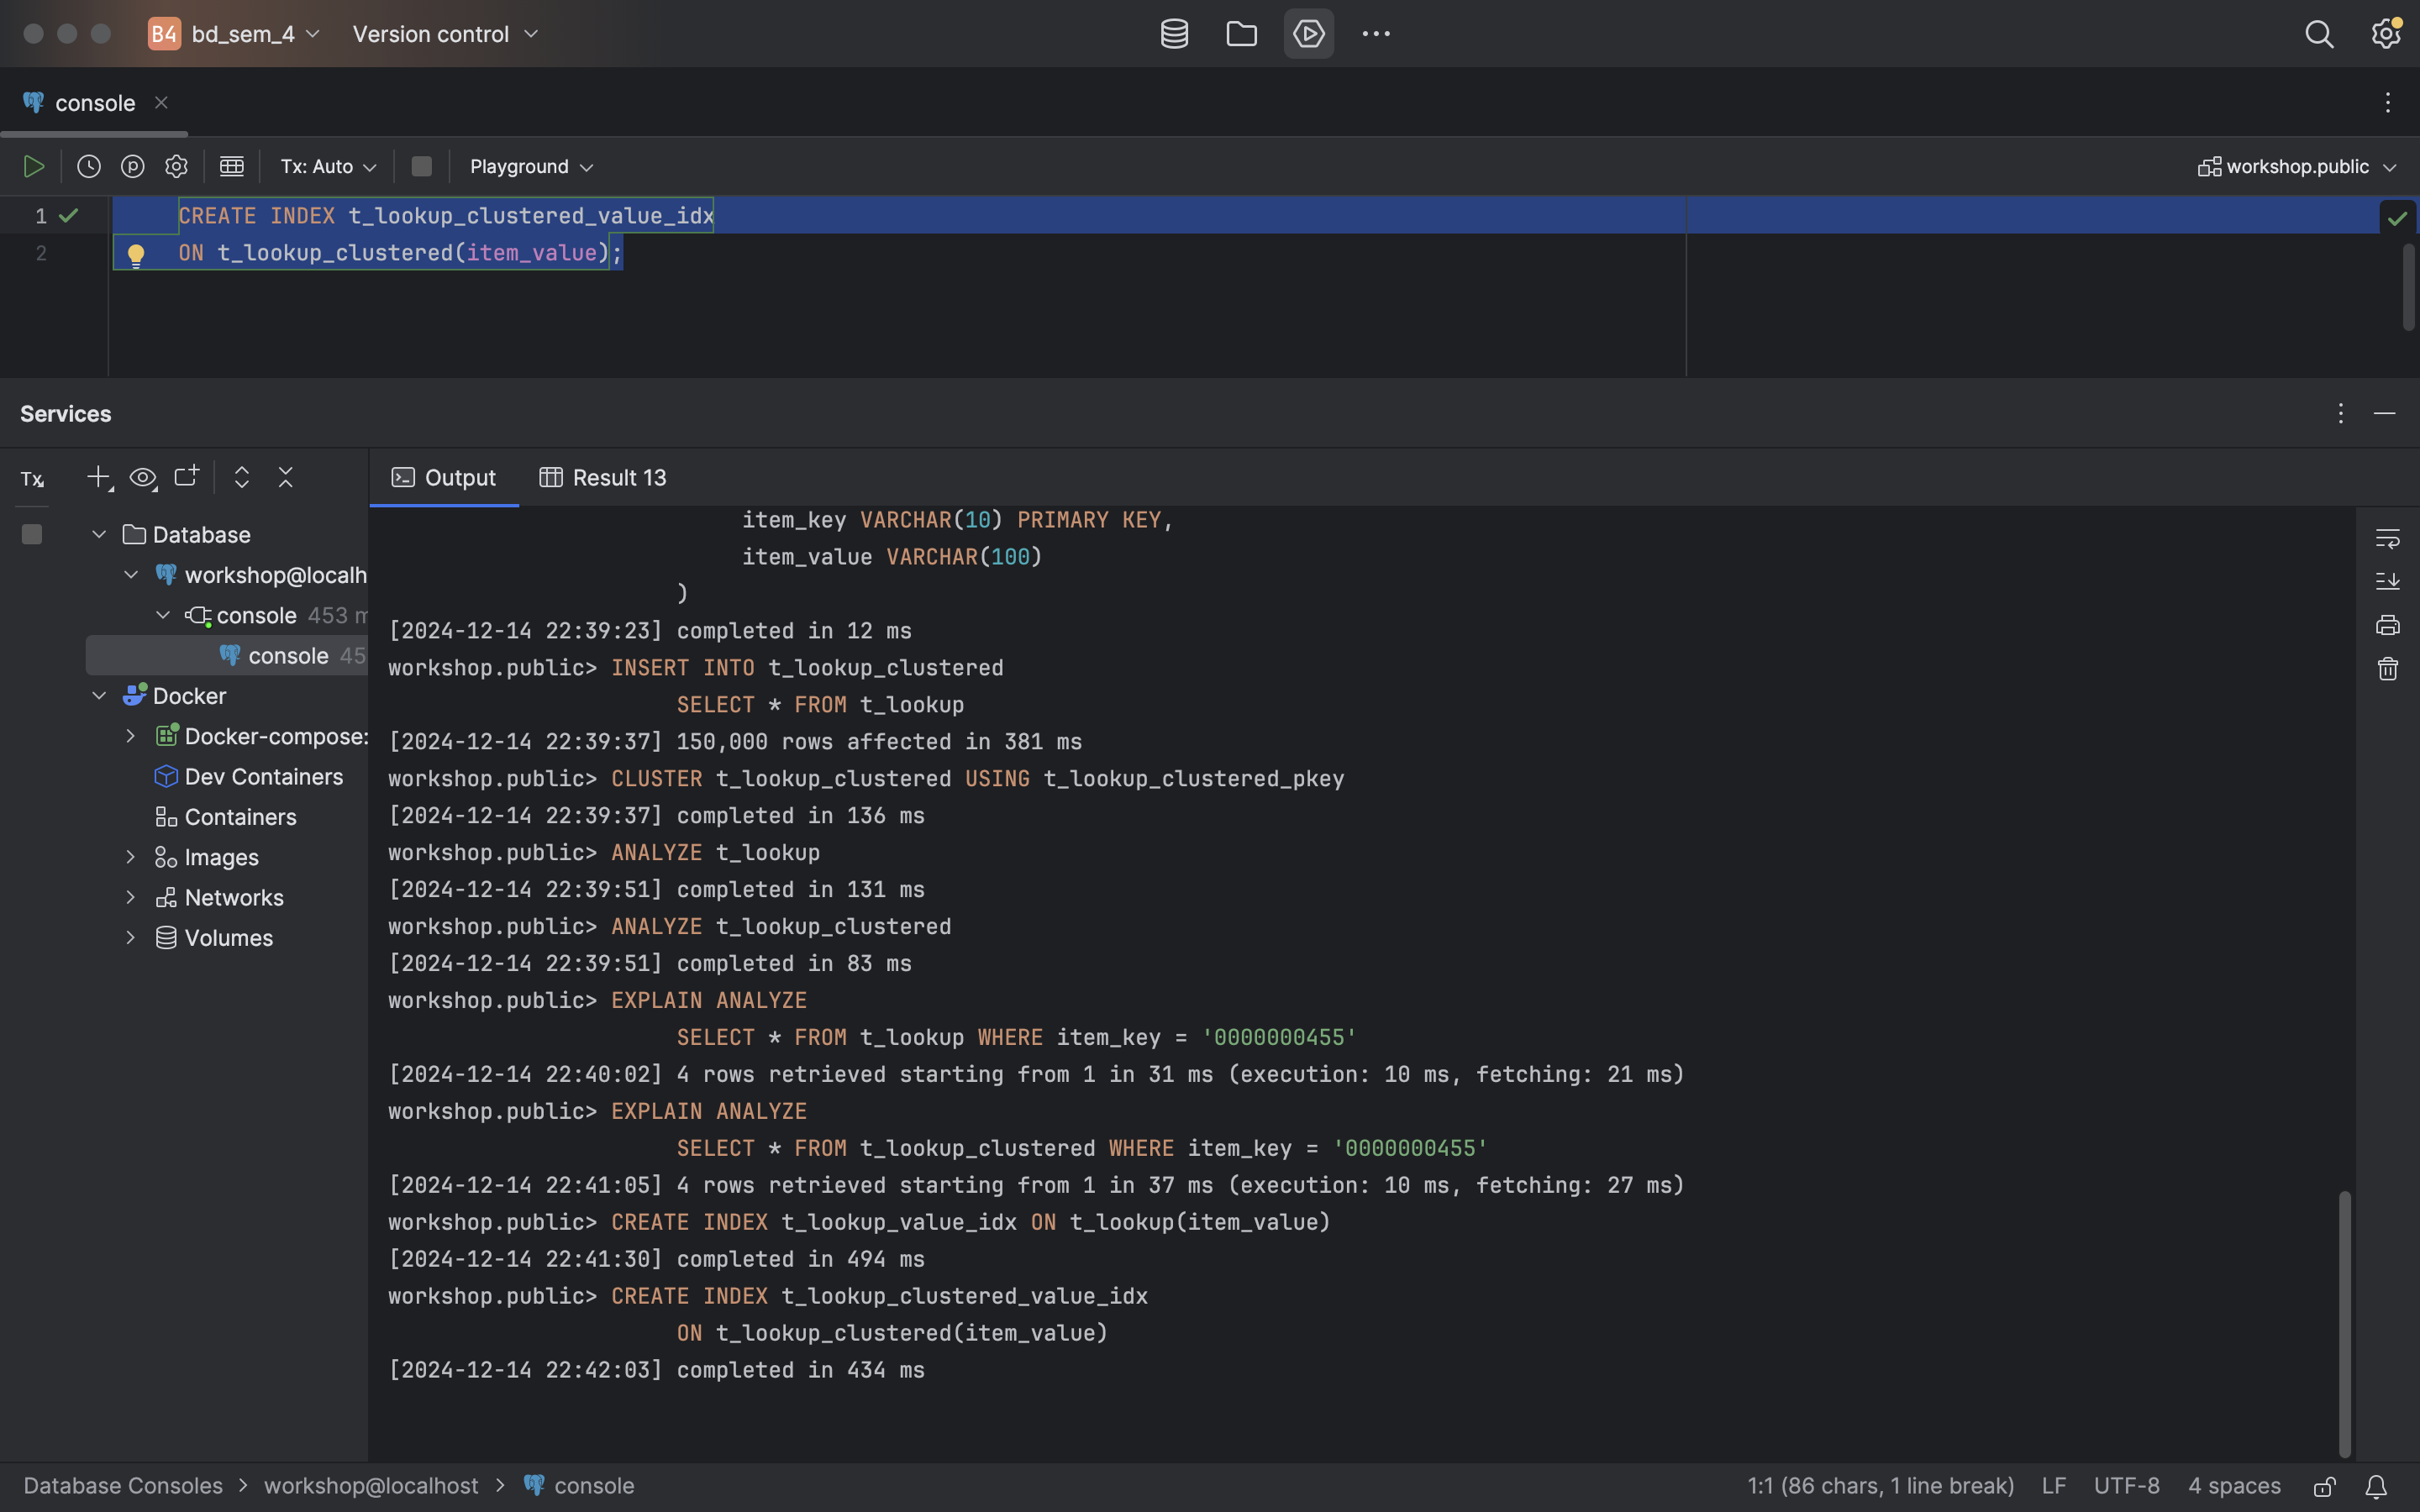 B4 bd_sem_4 Version control
console
Tx: Auto Playground workshop.public
1 CREATE INDEX t_lookup_clustered_value_idx
2 ON t_lookup_clustered(item_value);
Services
Tx
Output Result 13
Database
workshop@localh
console 453 m
console 45
Docker
Docker-compose:
Dev Containers
Containers
Images
Networks
Volumes
item_key VARCHAR(10) PRIMARY KEY,
item_value VARCHAR(100)
)
[2024-12-14 22:39:23] completed in 12 ms
workshop.public> INSERT INTO t_lookup_clustered
SELECT * FROM t_lookup
[2024-12-14 22:39:37] 150,000 rows affected in 381 ms
workshop.public> CLUSTER t_lookup_clustered USING t_lookup_clustered_pkey
[2024-12-14 22:39:37] completed in 136 ms
workshop.public> ANALYZE t_lookup
[2024-12-14 22:39:51] completed in 131 ms
workshop.public> ANALYZE t_lookup_clustered
[2024-12-14 22:39:51] completed in 83 ms
workshop.public> EXPLAIN ANALYZE
SELECT * FROM t_lookup WHERE item_key = '0000000455'
[2024-12-14 22:40:02] 4 rows retrieved starting from 1 in 31 ms (execution: 10 ms, fetching: 21 ms)
workshop.public> EXPLAIN ANALYZE
SELECT * FROM t_lookup_clustered WHERE item_key = '0000000455'
[2024-12-14 22:41:05] 4 rows retrieved starting from 1 in 37 ms (execution: 10 ms, fetching: 27 ms)
workshop.public> CREATE INDEX t_lookup_value_idx ON t_lookup(item_value)
[2024-12-14 22:41:30] completed in 494 ms
workshop.public> CREATE INDEX t_lookup_clustered_value_idx
ON t_lookup_clustered(item_value)
[2024-12-14 22:42:03] completed in 434 ms
Database Consoles > workshop@localhost > console 1:1 (86 chars, 1 line break) LF UTF-8 4 spaces